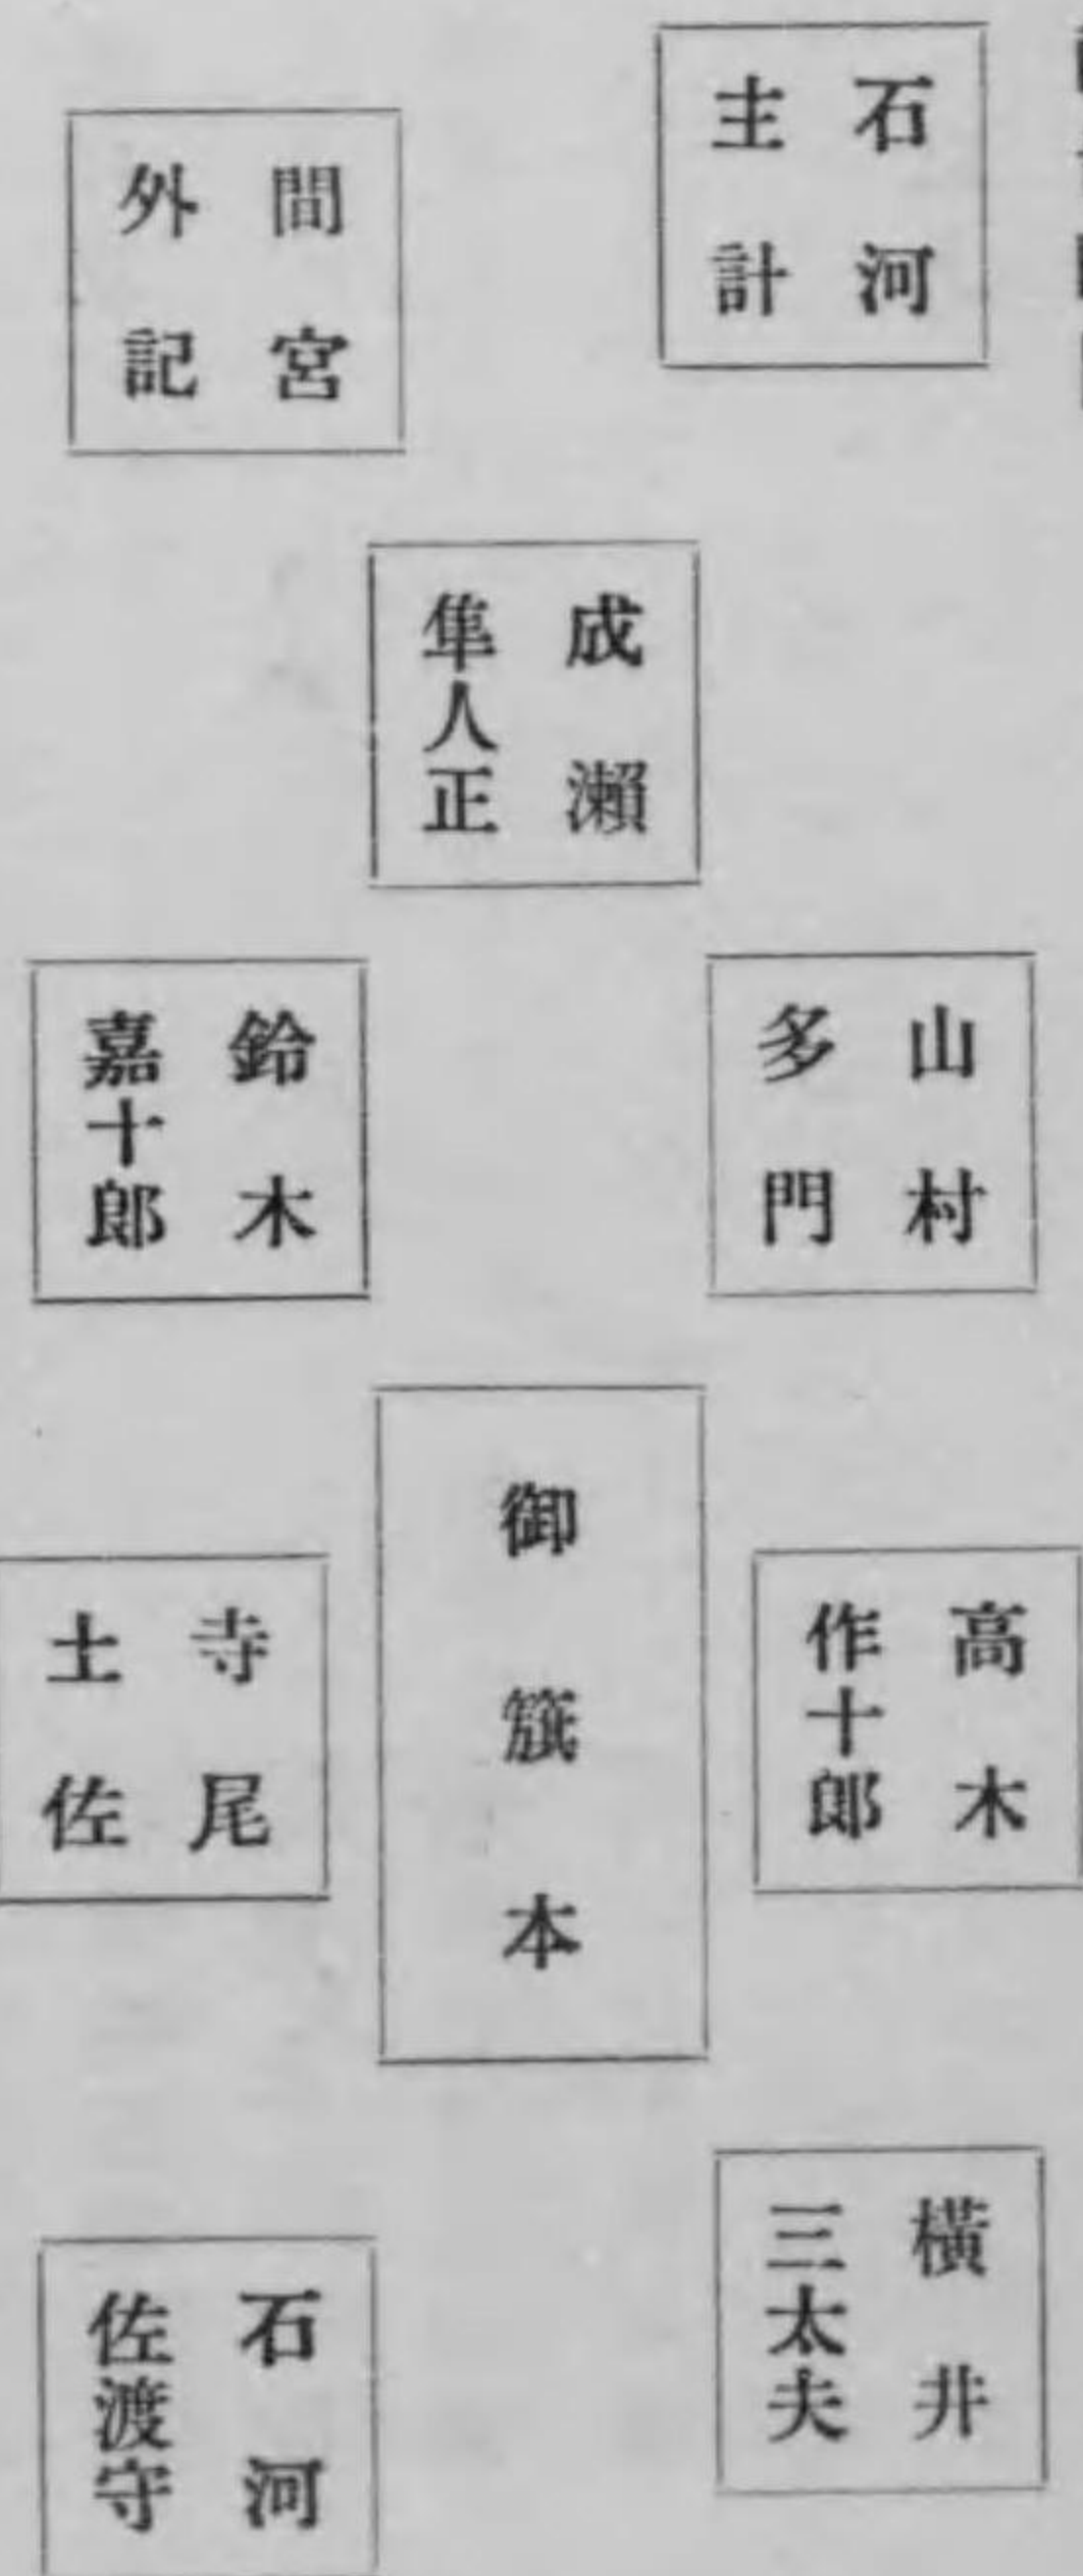 石河
主計
間宮
外記
成瀨
隼人正
山村
多門
鈴木
嘉十郎
御籏本
高木
作十郎
寺尾
土佐
横井
三太夫
石河
佐渡守